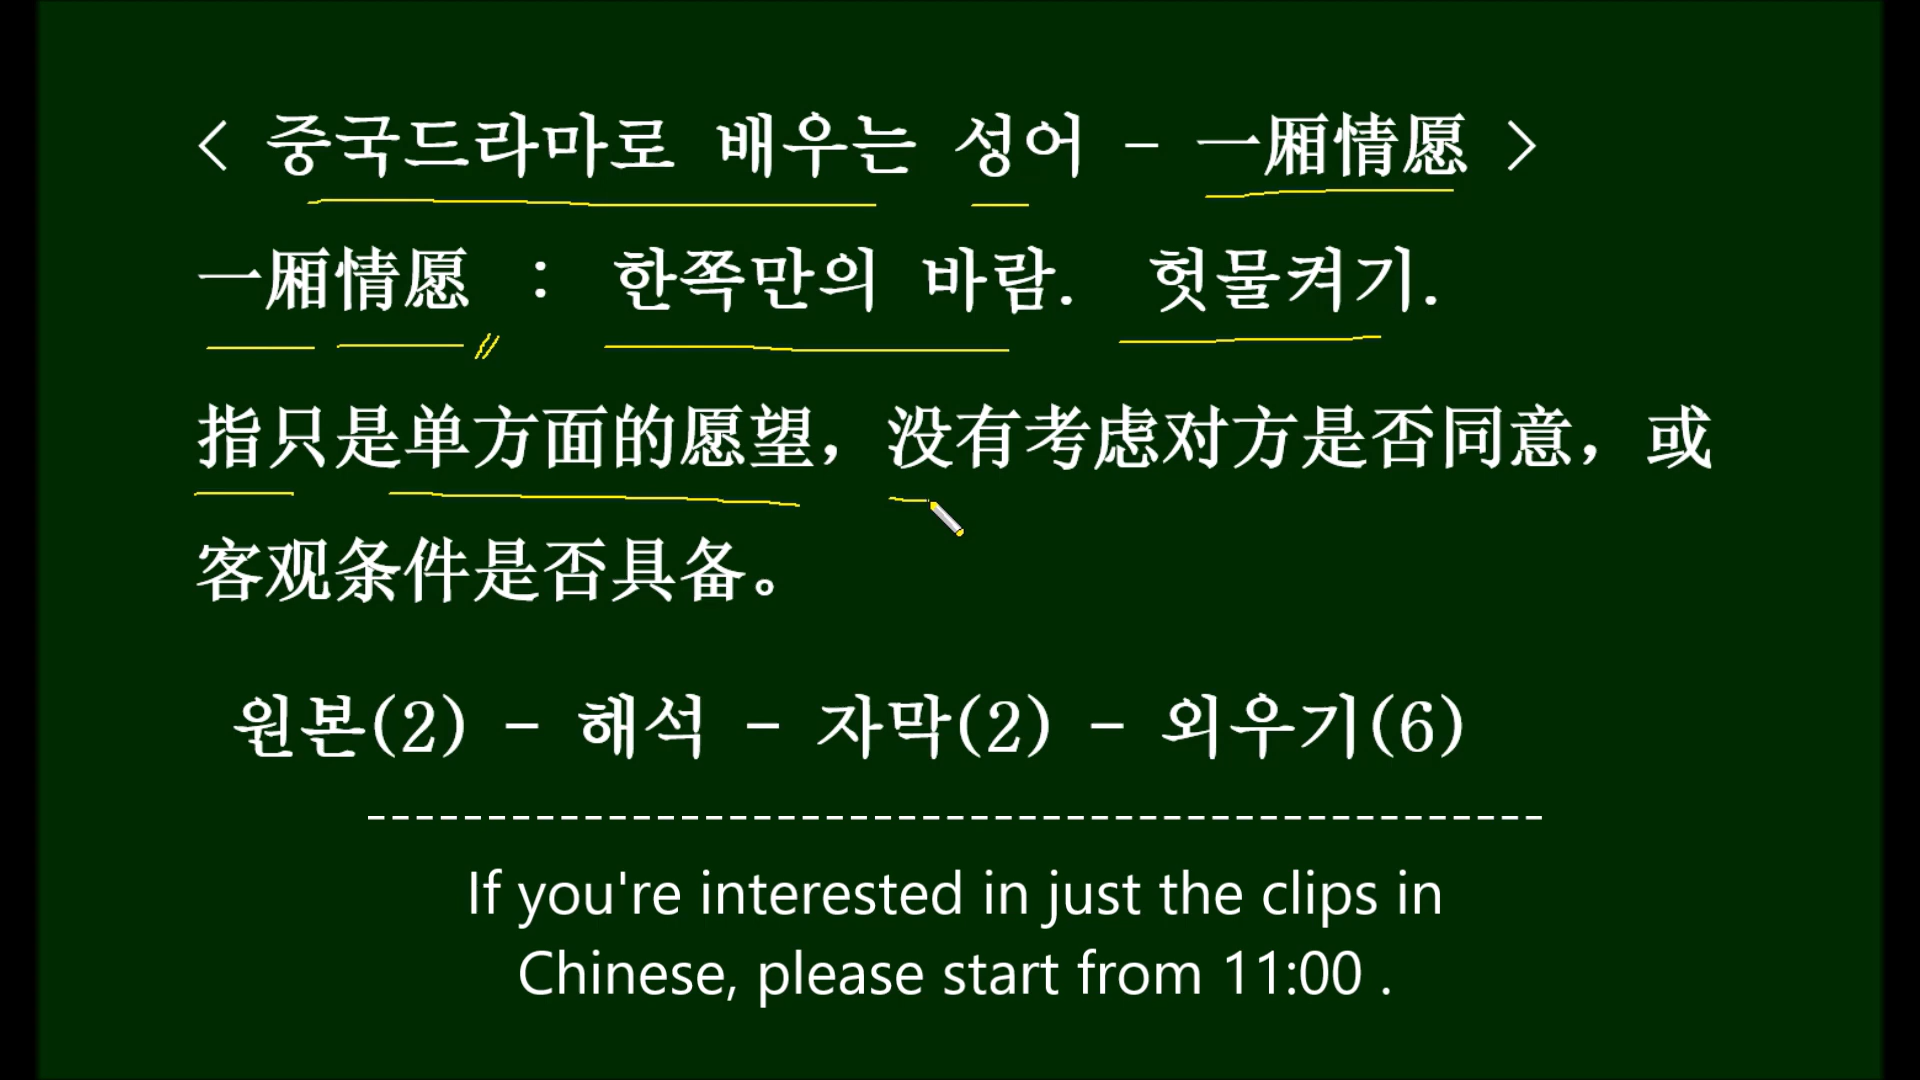 < 중국드라마로 배우는 성어 - 一厢情愿 >
一厢情愿 : 한쪽만의 바람. 헛물켜기.
指只是单方面的愿望，没有考虑对方是否同意，或
客观条件是否具备。
원본(2) - 해석 - 자막(2) - 외우기(6)
-------------------------------------------------
If you're interested in just the clips in
Chinese, please start from 11:00 .